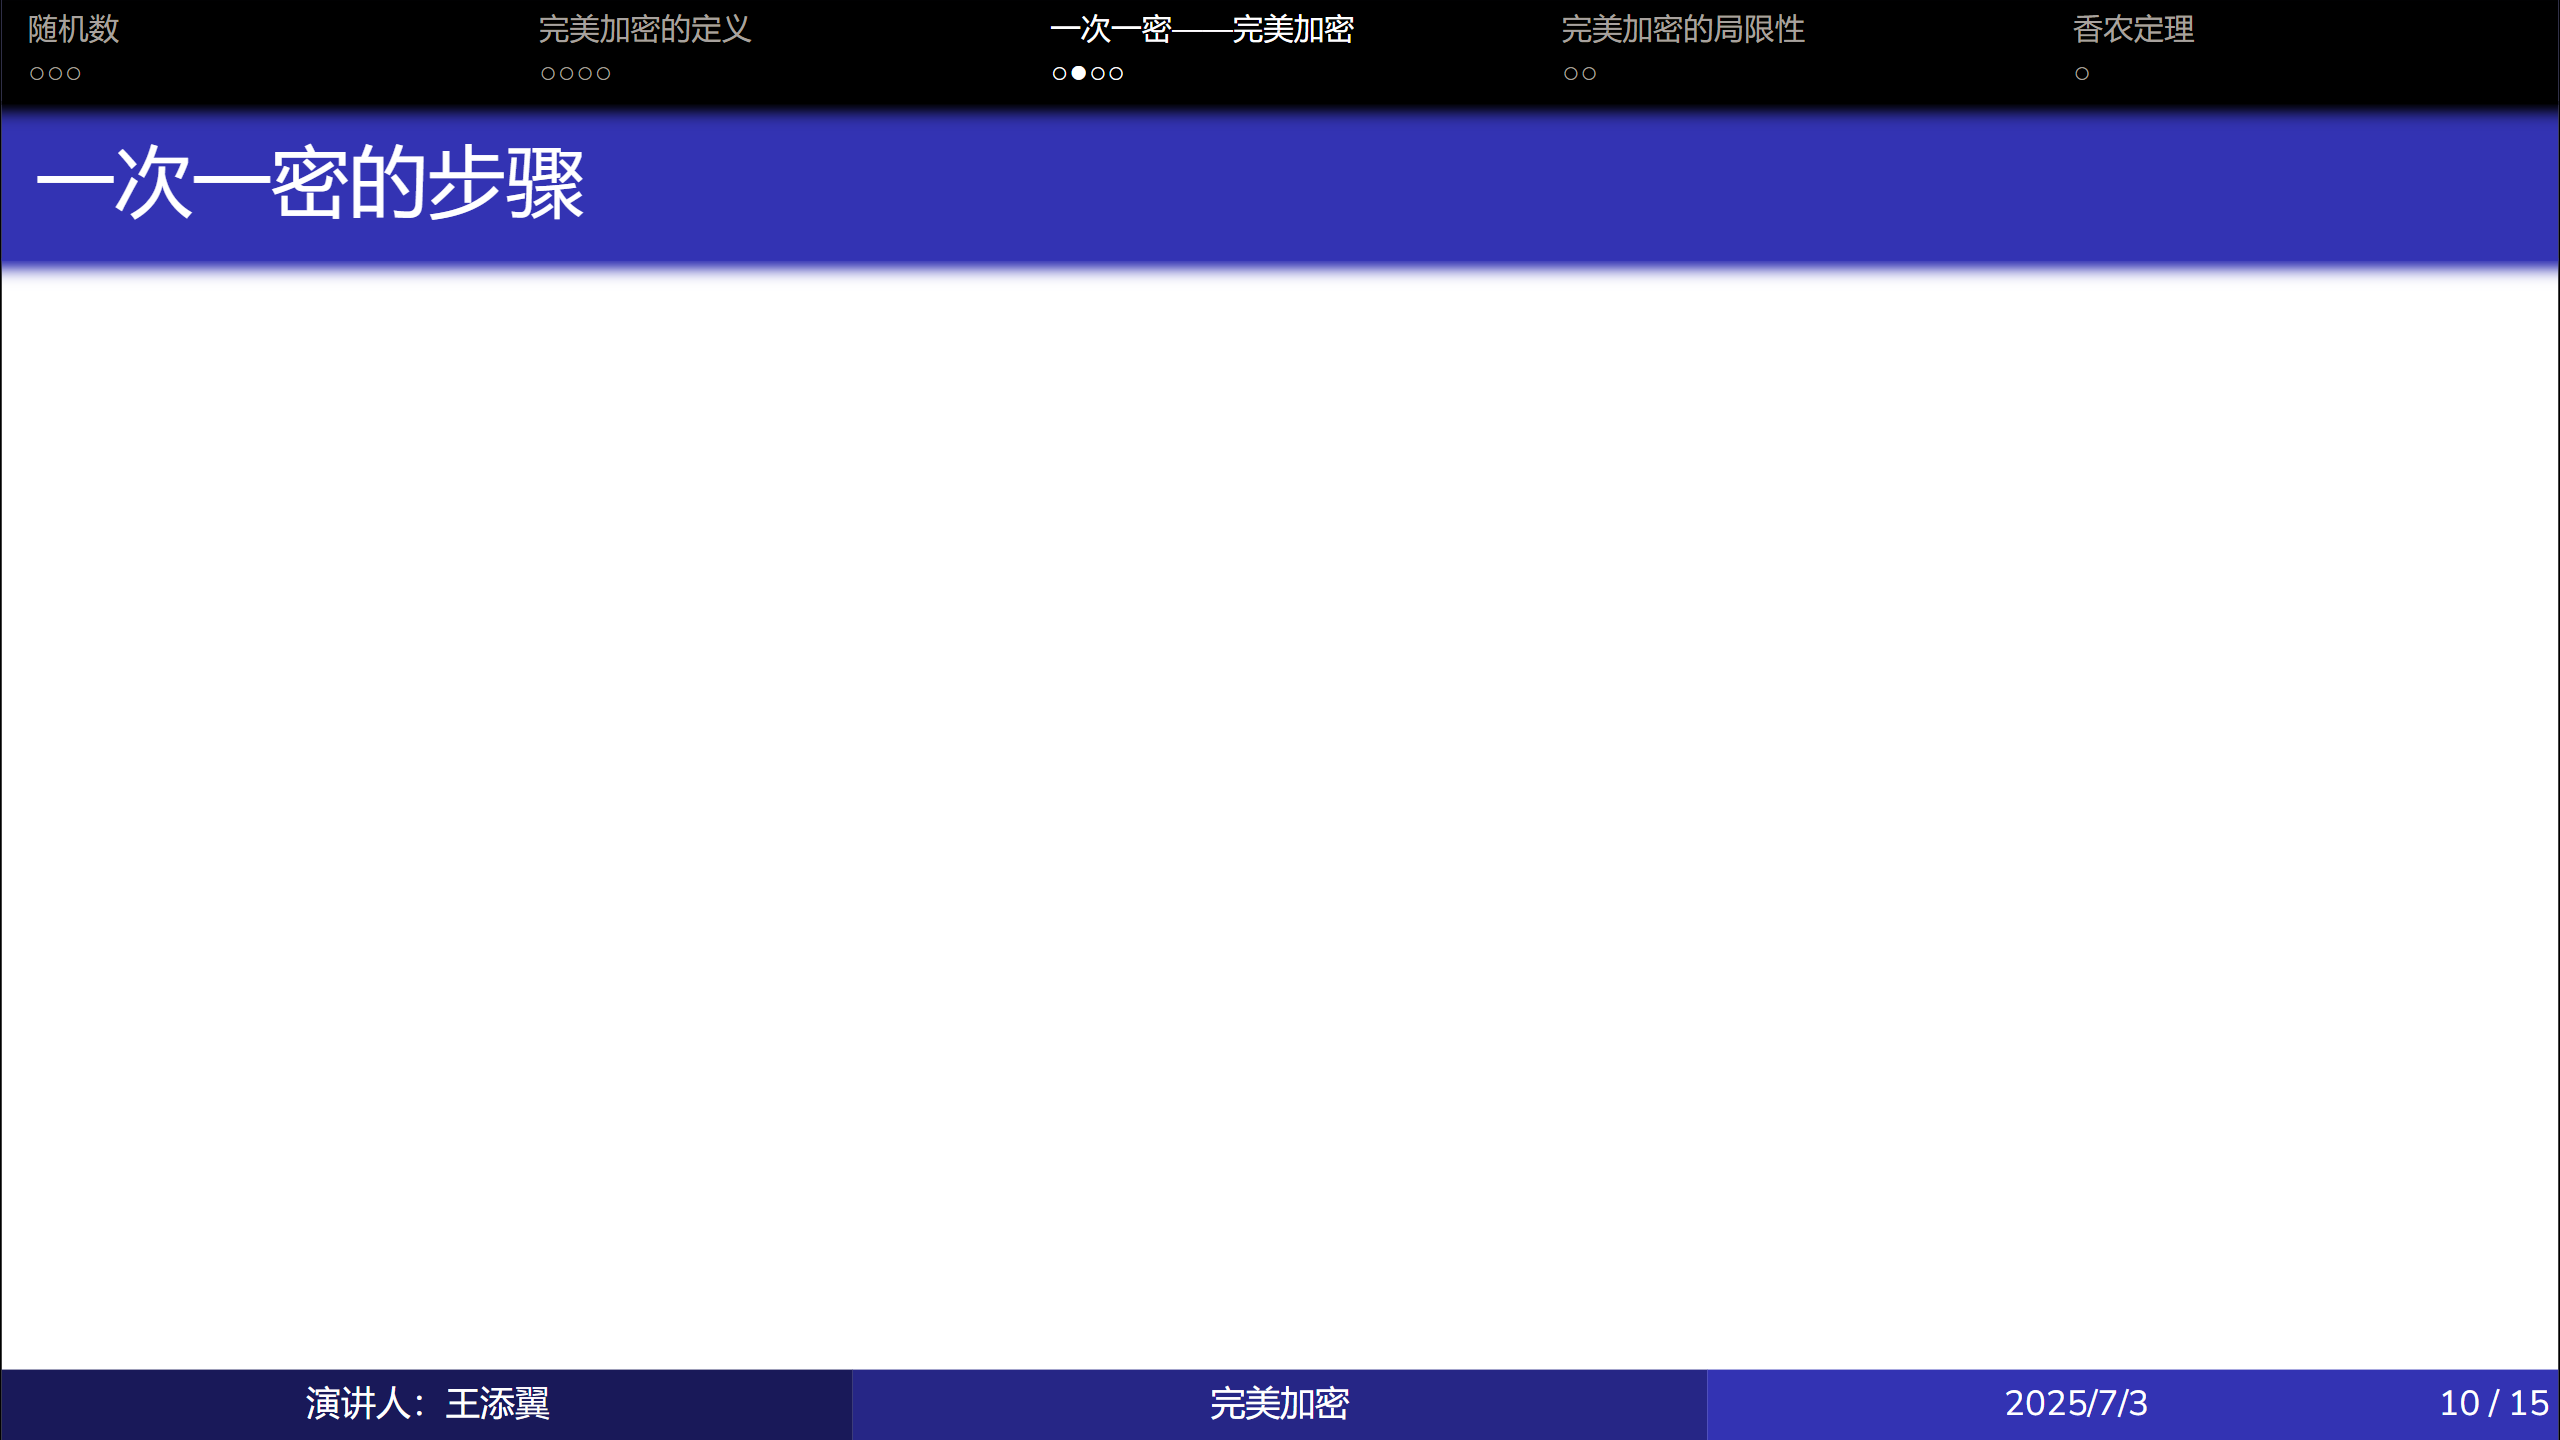 随机数
完美加密的定义
一次一密——完美加密
完美加密的局限性
香农定理
一次一密的步骤
演讲人：王添翼
完美加密
2025/7/3
10 / 15